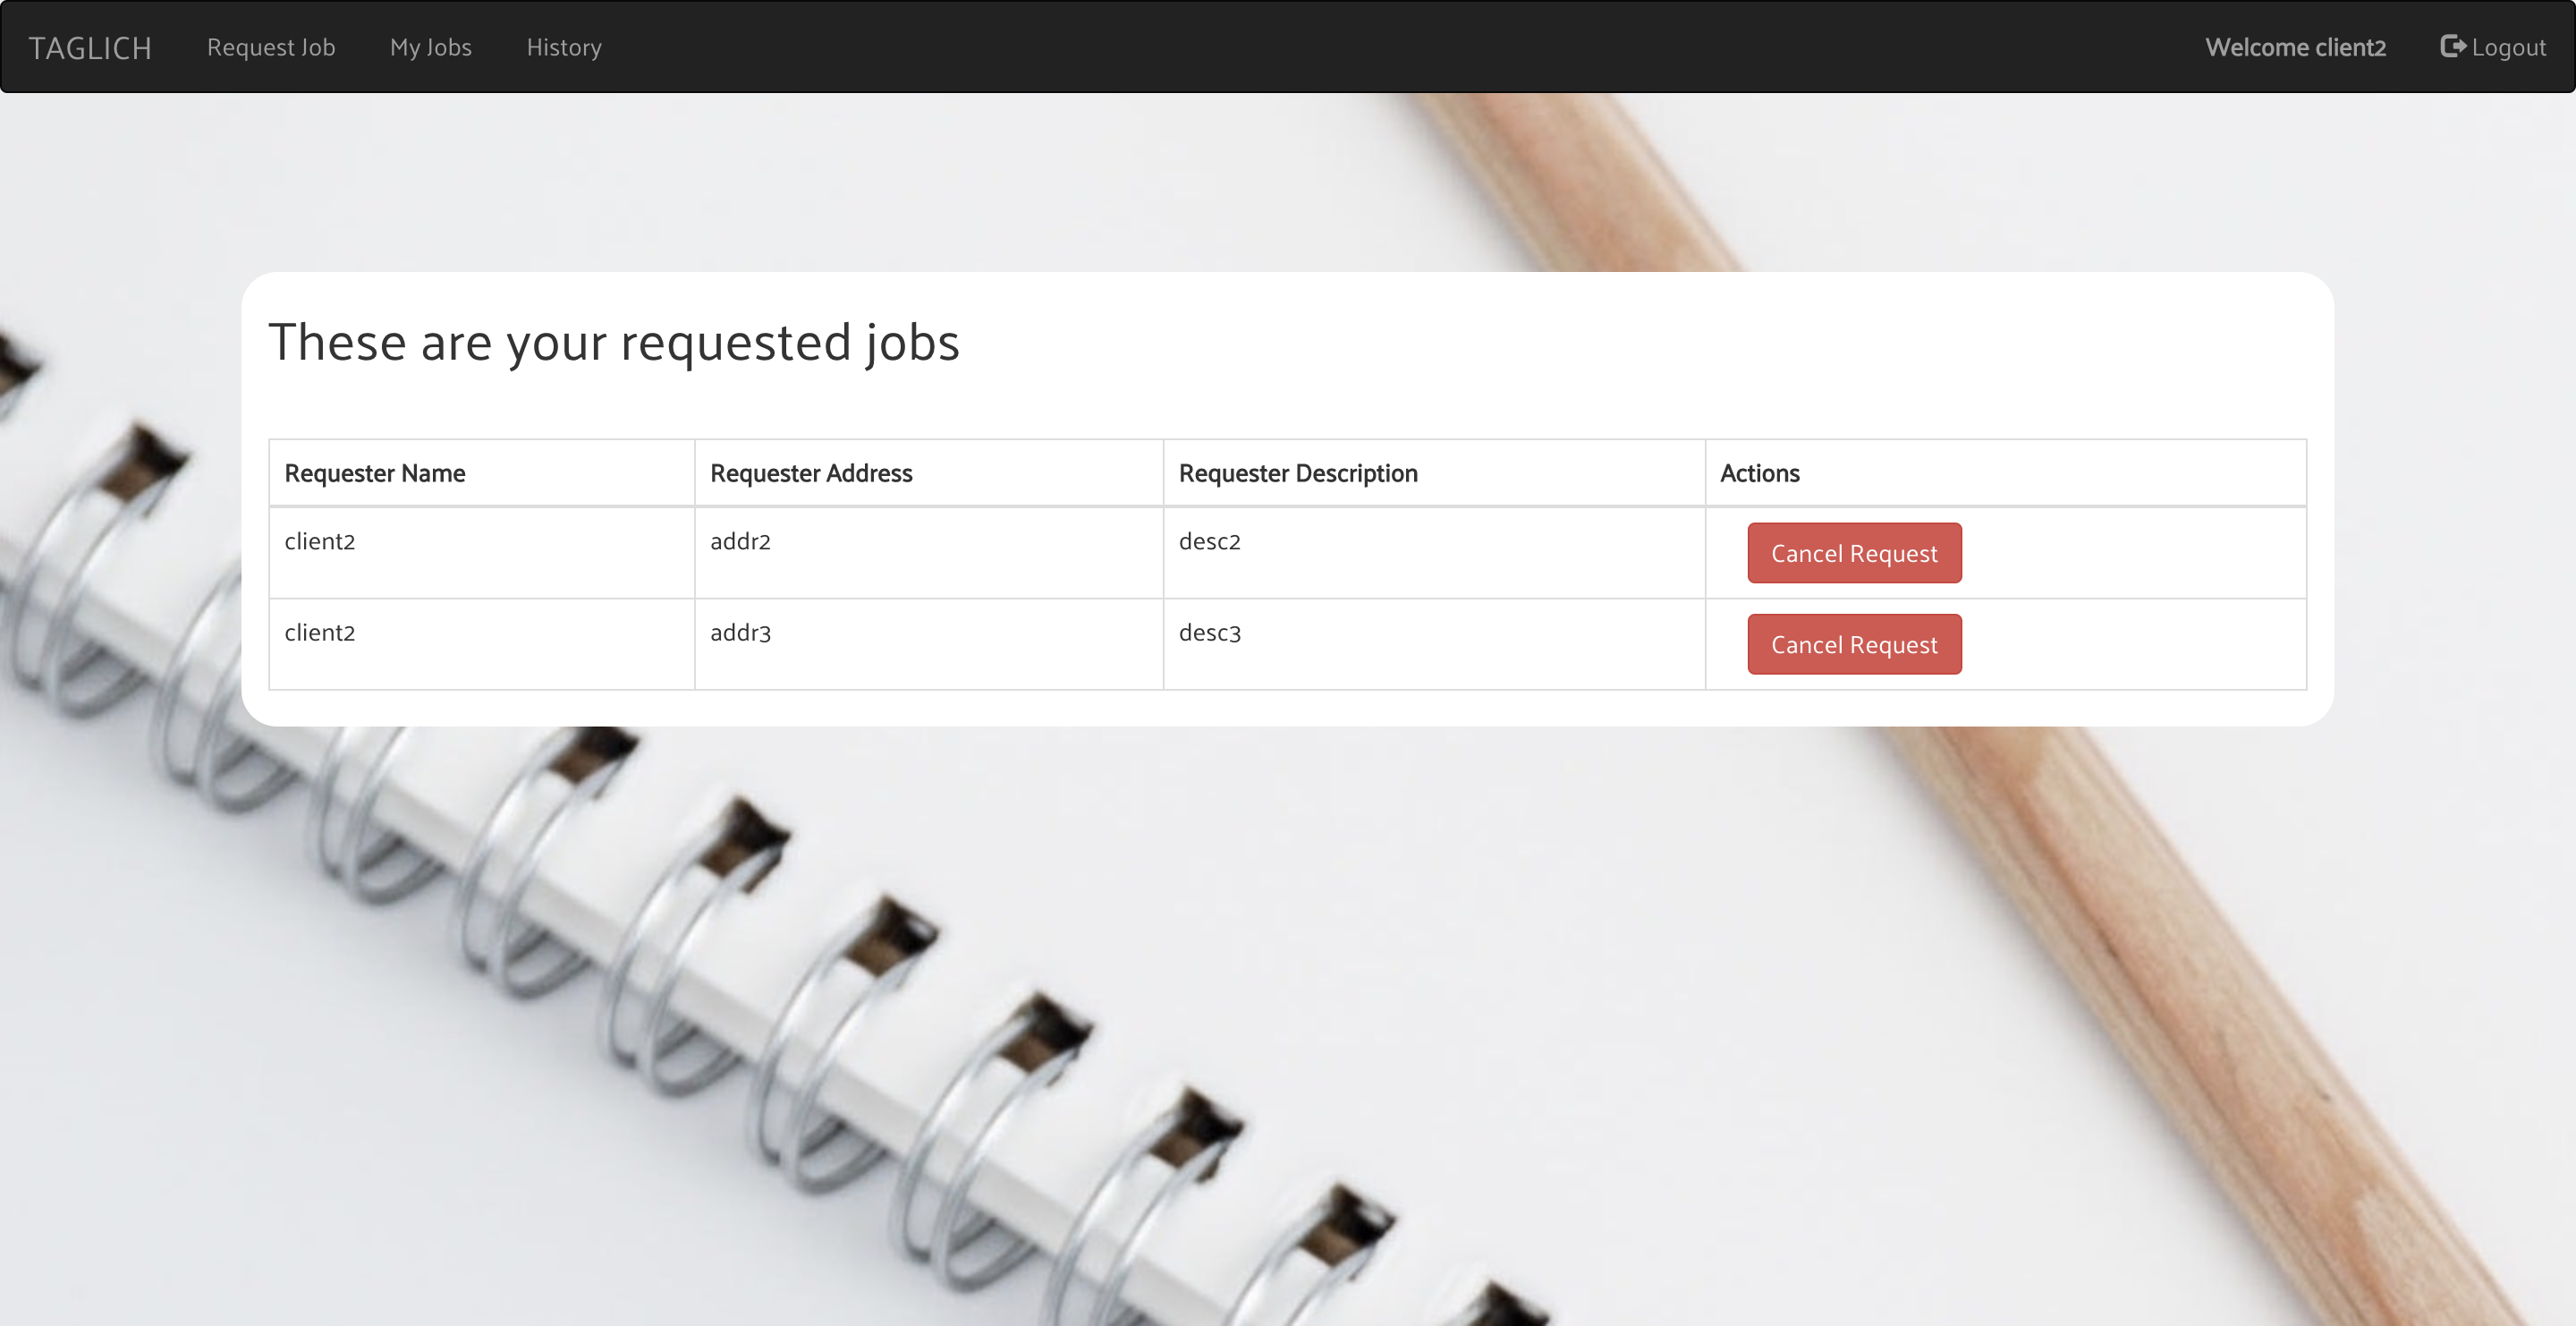 TAGLICH Request Job My Jobs History Welcome client2 Logout
These are your requested jobs
Requester Name Requester Address Requester Description Actions
client2 addr2 desc2 Cancel Request
client2 addr3 desc3 Cancel Request